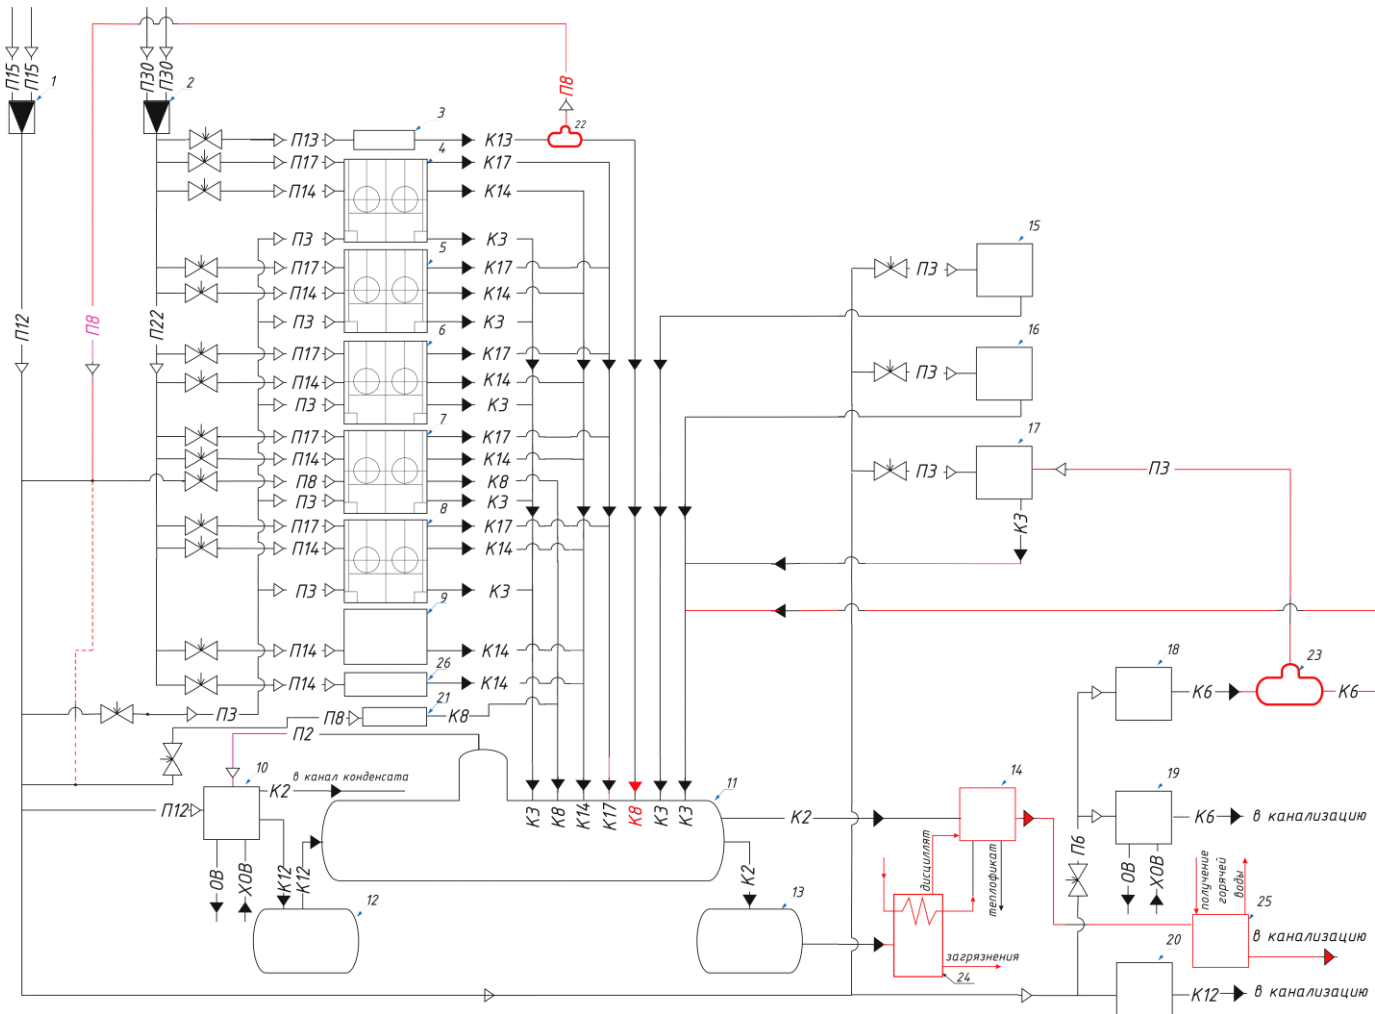 П15
П15
1
П30
П30
2
П8
22
П13
3
К13
П17
4
К17
П14
К14
П3
К3
5
П17
К17
П14
К14
П3
К3
6
П12
П8
П22
П17
К17
П14
К14
П3
К3
7
П17
К17
П14
К14
П8
К8
П3
К3
8
П17
К17
П14
К14
П3
К3
9
П14
К14
26
П14
К14
21
П3
П8
К8
П2
15
П3
16
П3
17
П3
П3
К3
18
К6
23
К6
10
К2
в канал конденсата
П12
ОВ
ХОВ
К12
К12
12
К3
К8
К14
К17
К8
К3
К3
11
К2
К2
13
14
дисциллят
теплофикат
загрязнения
24
19
К6
в канализацию
П6
ОВ
ХОВ
получение
горячей
воды
25
в канализацию
20
К12
в канализацию